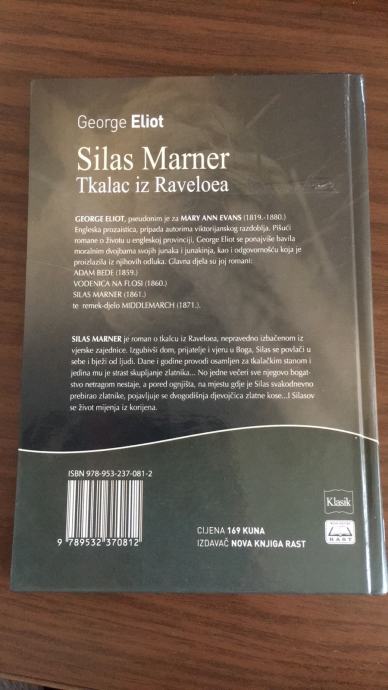 George Eliot
Silas Marner
Tkalac iz Raveloea
GEORGE ELIOT, pseudonim je za MARY ANN EVANS (1819.-1880.)
Engleska prozaistica, pripada autorima viktorijanskog razdoblja. Pišući
romane o životu u engleskoj provinciji, George Eliot se ponajviše bavila
moralnim dvojbama svojih junaka i junakinja, kao i odgovornošću koja je
proizlazila iz njihovih odluka. Glavna djela su joj romani:
ADAM BEDE (1859.)
VODENICA NA FLOSI (1860.)
SILAS MARNER (1861.)
te remek-djelo MIDDLEMARCH (1871.).
SILAS MARNER je roman o tkalcu iz Raveloea, nepravedno izbačenom iz
vjerske zajednice. Izgubivši dom, prijatelje i vjeru u Boga, Silas se povlači u
sebe i bježi od ljudi. Dane i godine provodi osamljen za tkalačkim stanom i
jedina mu je strast skupljanje zlatnika... No jedne večeri sve njegovo bogat-
stvo netragom nestaje, a pored ognjišta, na mjestu gdje je Silas svakodnevno
prebirao zlatnike, pojavljuje se dvogodišnja djevojčica zlatne kose...I Silasov
se život mijenja iz korijena.
ISBN 978-953-237-081-2
9 789532 370812
Klasik
CIJENA 169 KUNA
IZDAVAČ NOVA KNJIGA RAST
RAST